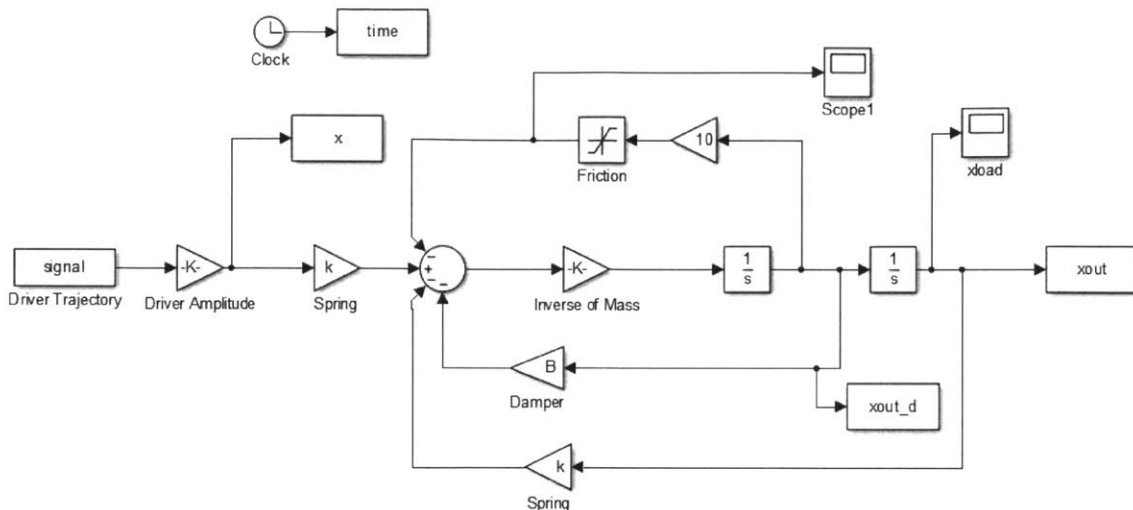 time
Clock
Scope1
x
10
Friction
xload
signal
Driver Trajectory
-K-
Driver Amplitude
k
Spring
-
+
-
-
-K-
Inverse of Mass
1
s
1
s
xout
B
Damper
xout_d
k
Spring